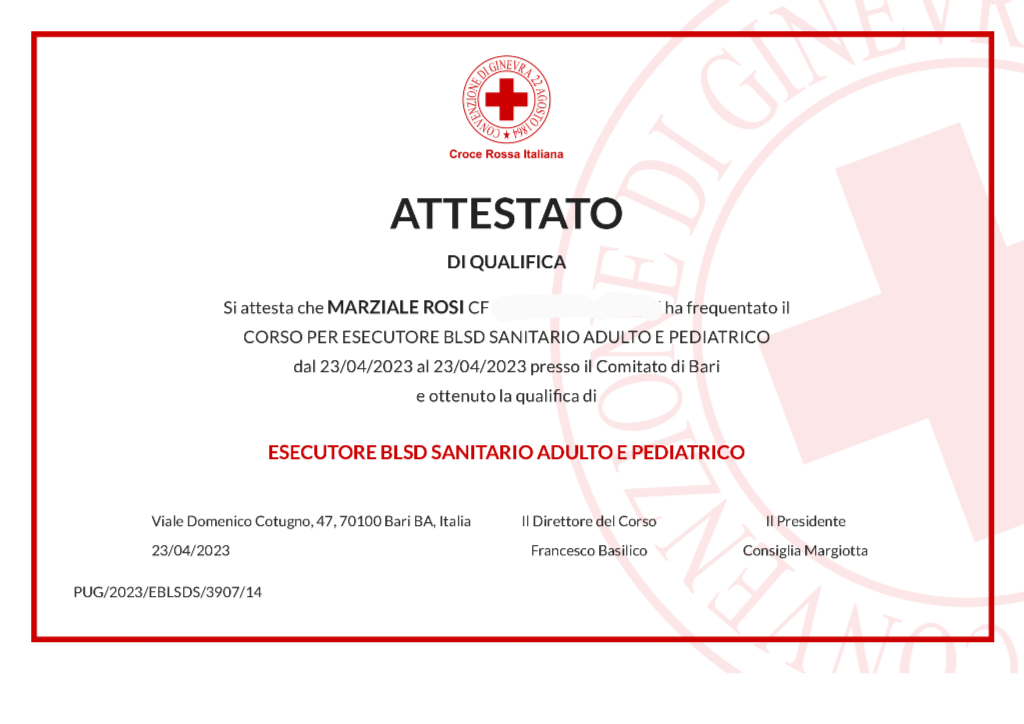 CONVENZIONE DI GINEVRA 22 AGOSTO 1864
Croce Rossa Italiana
ATTESTATO
DI QUALIFICA
Si attesta che MARZIALE ROSI CF ha frequentato il
CORSO PER ESECUTORE BLSD SANITARIO ADULTO E PEDIATRICO
dal 23/04/2023 al 23/04/2023 presso il Comitato di Bari
e ottenuto la qualifica di
ESECUTORE BLSD SANITARIO ADULTO E PEDIATRICO
Viale Domenico Cotugno, 47, 70100 Bari BA, Italia Il Direttore del Corso Il Presidente
23/04/2023 Francesco Basilico Consiglia Margiotta
PUG/2023/EBLSDS/3907/14
CONVENZIONE DI GINEVRA